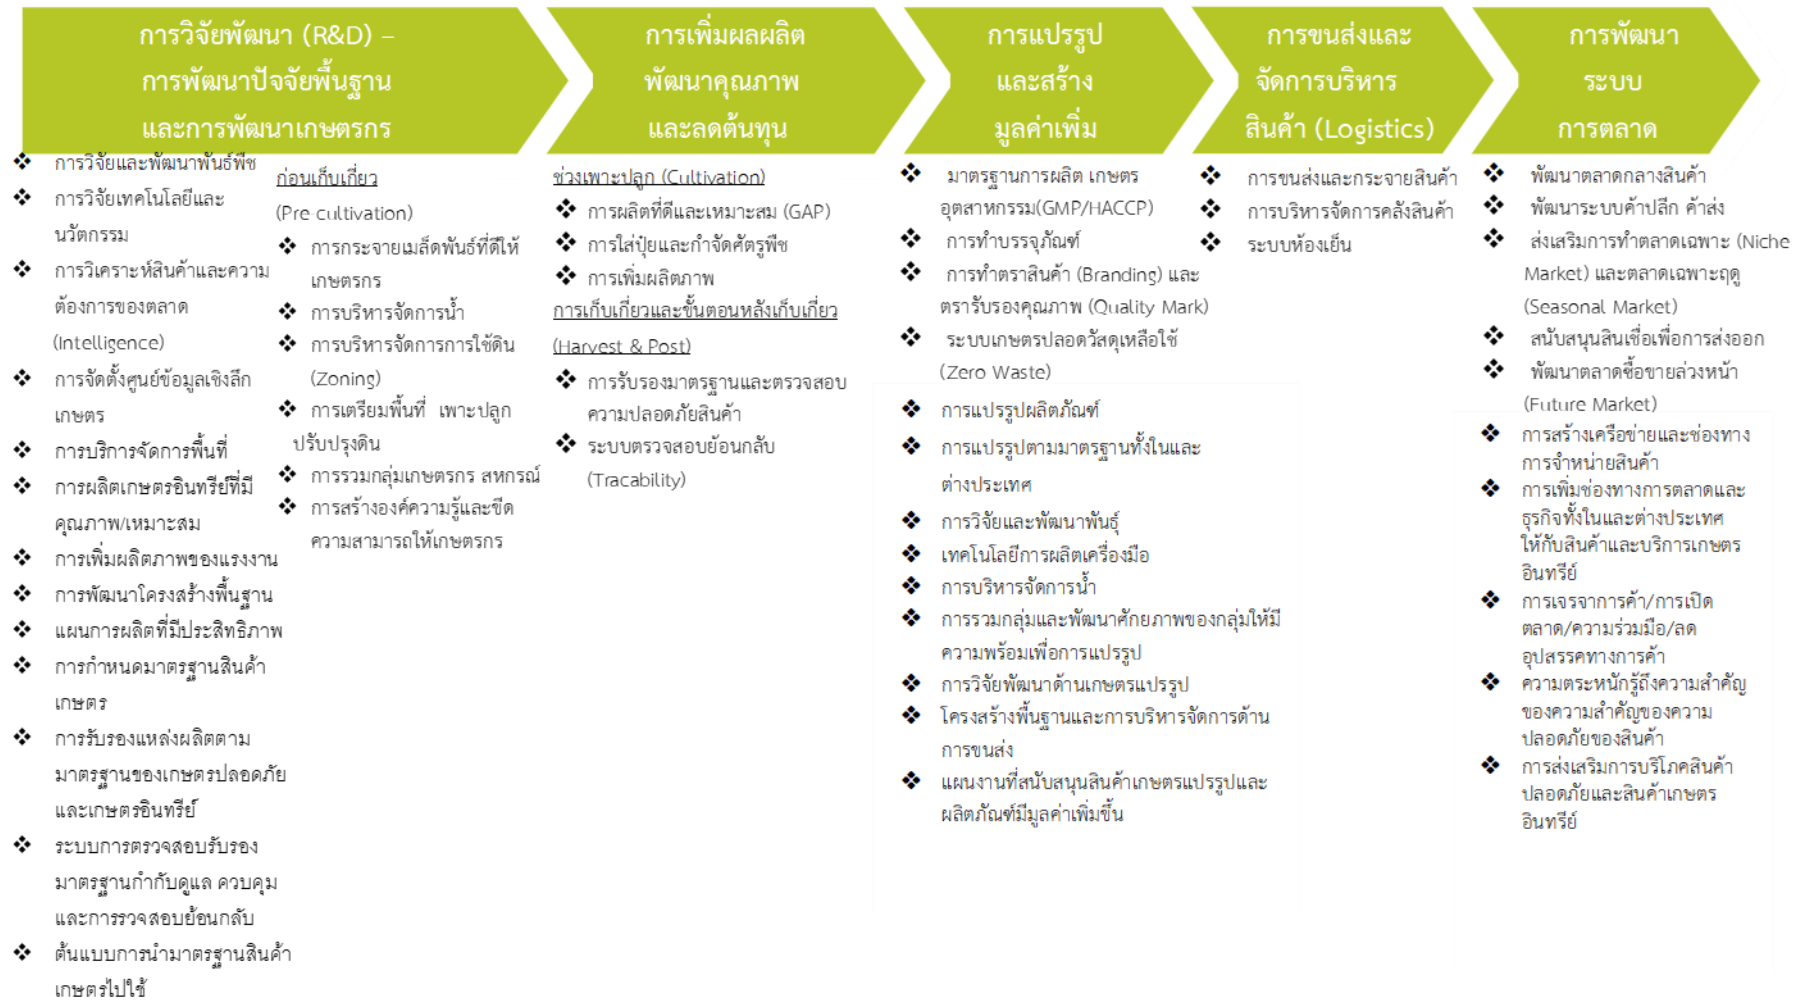 การวิจัยพัฒนา (R&D) –
การพัฒนาปัจจัยพื้นฐาน
และการพัฒนาเกษตรกร
❖ การวิจัยและพัฒนาพันธ์พืช
❖ การวิจัยเทคโนโลยีและ
นวัตกรรม
❖ การวิเคราะห์สินค้าและความ
ต้องการของตลาด
(Intelligence)
❖ การจัดตั้งศูนย์ข้อมูลเชิงลึก
เกษตร
❖ การบริการจัดการพื้นที่
❖ การผลิตเกษตรอินทรีย์ที่มี
คุณภาพ/เหมาะสม
❖ การเพิ่มผลิตภาพของแรงงาน
❖ การพัฒนาโครงสร้างพื้นฐาน
❖ แผนการผลิตที่มีประสิทธิภาพ
❖ การกำหนดมาตรฐานสินค้า
เกษตร
❖ การรับรองแหล่งผลิตตาม
มาตรฐานของเกษตรปลอดภัย
และเกษตรอินทรีย์
❖ ระบบการตรวจสอบรับรอง
มาตรฐานกำกับดูแล ควบคุม
และการรวจสอบย้อนกลับ
❖ ต้นแบบการนำมาตรฐานสินค้า
เกษตรไปใช้
ก่อนเก็บเกี่ยว
(Pre cultivation)
❖ การกระจายเมล็ดพันธ์ที่ดีให้
เกษตรกร
❖ การบริหารจัดการน้ำ
❖ การบริหารจัดการการใช้ดิน
(Zoning)
❖ การเตรียมพื้นที่ เพาะปลูก
ปรับปรุงดิน
❖ การรวมกลุ่มเกษตรกร สหกรณ์
❖ การสร้างองค์ความรู้และขีด
ความสามารถให้เกษตรกร
การเพิ่มผลผลิต
พัฒนาคุณภาพ
และลดต้นทุน
ช่วงเพาะปลูก (Cultivation)
❖ การผลิตที่ดีและเหมาะสม (GAP)
❖ การใส่ปุ๋ยและกำจัดศัตรูพืช
❖ การเพิ่มผลิตภาพ
การเก็บเกี่ยวและขั้นตอนหลังเก็บเกี่ยว
(Harvest & Post)
❖ การรับรองมาตรฐานและตรวจสอบ
ความปลอดภัยสินค้า
❖ ระบบตรวจสอบย้อนกลับ
(Tracability)
การแปรรูป
และสร้าง
มูลค่าเพิ่ม
❖ มาตรฐานการผลิต เกษตร
อุตสาหกรรม(GMP/HACCP)
❖ การทำบรรจุภัณฑ์
❖ การทำตราสินค้า (Branding) และ
ตรารับรองคุณภาพ (Quality Mark)
❖ ระบบเกษตรปลอดวัสดุเหลือใช้
(Zero Waste)
❖ การแปรรูปผลิตภัณฑ์
❖ การแปรรูปตามมาตรฐานทั้งในและ
ต่างประเทศ
❖ การวิจัยและพัฒนาพันธุ์
❖ เทคโนโลยีการผลิตเครื่องมือ
❖ การบริหารจัดการน้ำ
❖ การรวมกลุ่มและพัฒนาศักยภาพของกลุ่มให้มี
ความพร้อมเพื่อการแปรรูป
❖ การวิจัยพัฒนาด้านเกษตรแปรรูป
❖ โครงสร้างพื้นฐานและการบริหารจัดการด้าน
การขนส่ง
❖ แผนงานที่สนับสนุนสินค้าเกษตรแปรรูปและ
ผลิตภัณฑ์มีมูลค่าเพิ่มขึ้น
การขนส่งและ
จัดการบริหาร
สินค้า (Logistics)
❖ การขนส่งและกระจายสินค้า
❖ การบริหารจัดการคลังสินค้า
❖ ระบบห้องเย็น
การพัฒนา
ระบบ
การตลาด
❖ พัฒนาตลาดกลางสินค้า
❖ พัฒนาระบบค้าปลีก ค้าส่ง
❖ ส่งเสริมการทำตลาดเฉพาะ (Niche
Market) และตลาดเฉพาะฤดู
(Seasonal Market)
❖ สนับสนุนสินเชื่อเพื่อการส่งออก
❖ พัฒนาตลาดซื้อขายล่วงหน้า
(Future Market)
❖ การสร้างเครือข่ายและช่องทาง
การจำหน่ายสินค้า
❖ การเพิ่มช่องทางการตลาดและ
ธุรกิจทั้งในและต่างประเทศ
ให้กับสินค้าและบริการเกษตร
อินทรีย์
❖ การเจรจาการค้า/การเปิด
ตลาด/ความร่วมมือ/ลด
อุปสรรคทางการค้า
❖ ความตระหนักรู้ถึงความสำคัญ
ของความสำคัญของความ
ปลอดภัยของสินค้า
❖ การส่งเสริมการบริโภคสินค้า
ปลอดภัยและสินค้าเกษตร
อินทรีย์